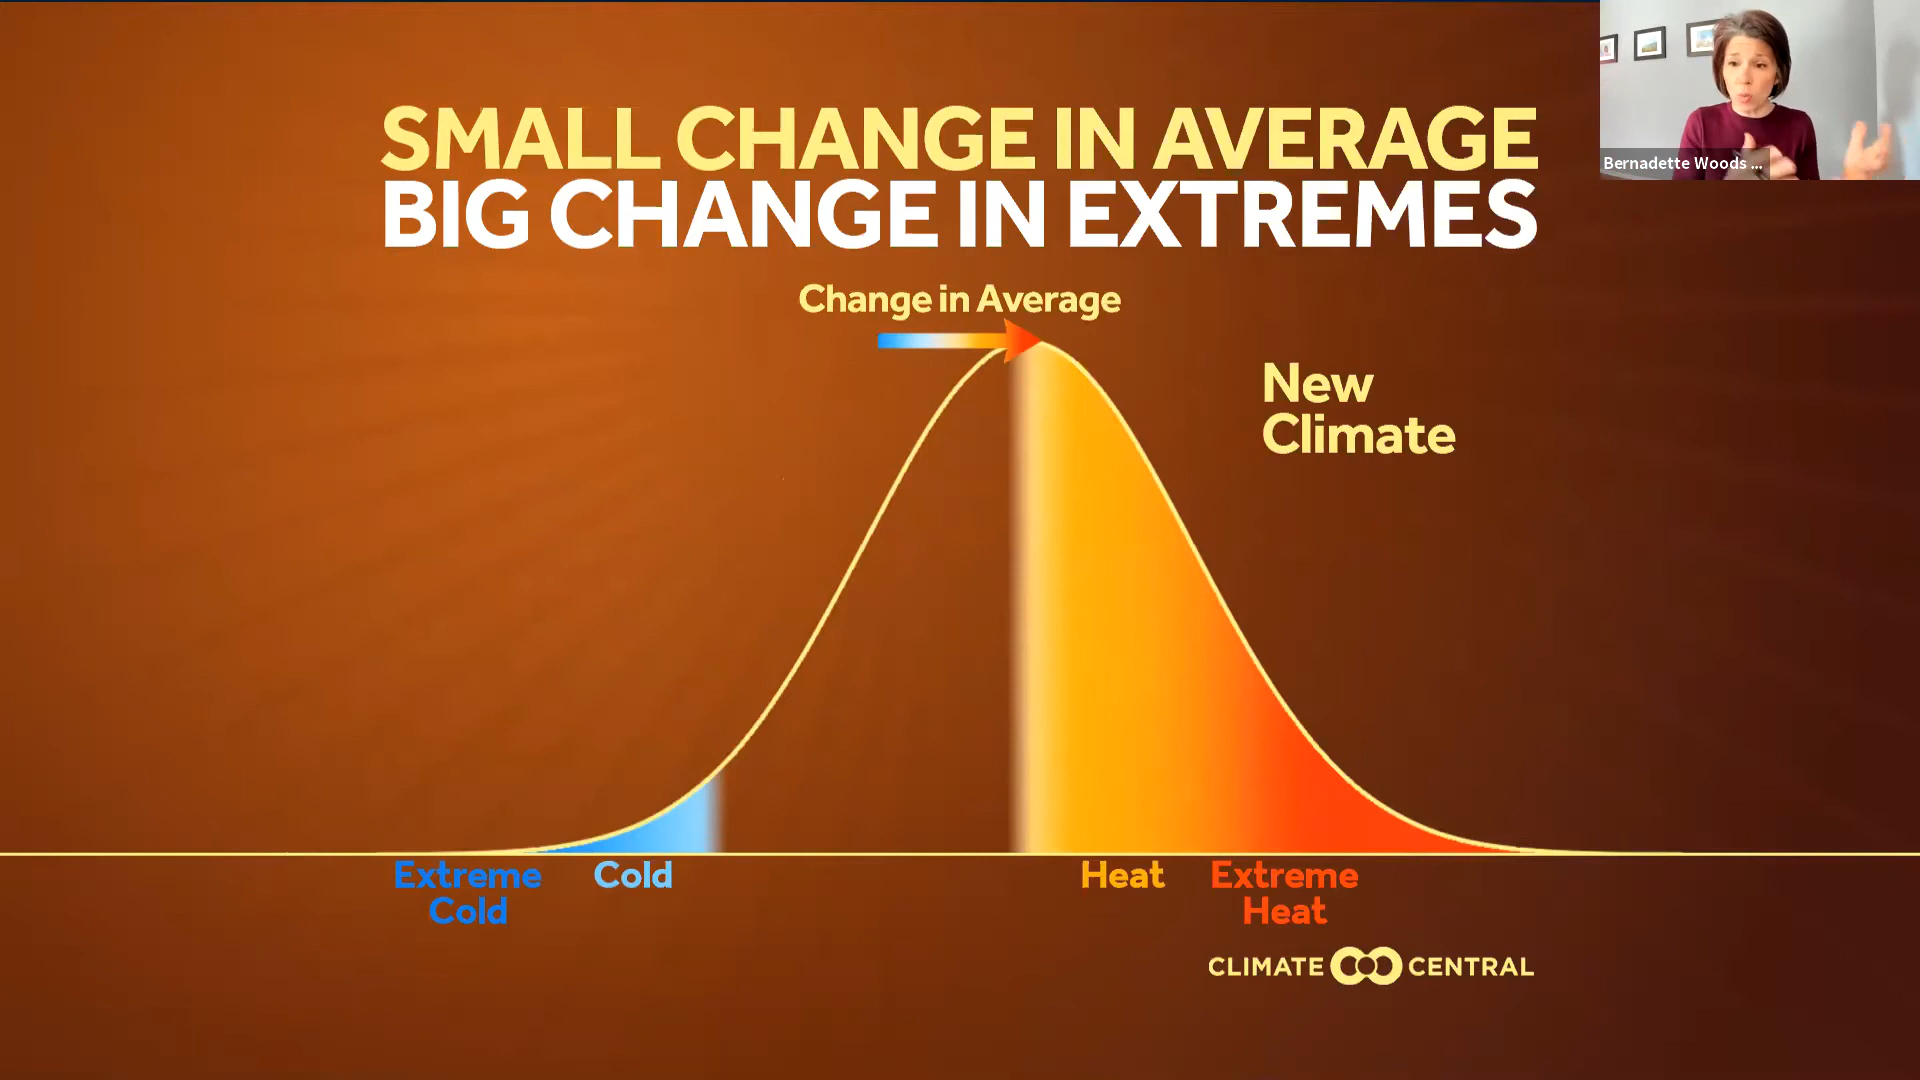 SMALL CHANGE IN AVERAGE
BIG CHANGE IN EXTREMES
Bernadette Woods ...
Change in Average
New
Climate
Extreme
Cold
Cold
Heat
Extreme
Heat
CLIMATE CENTRAL